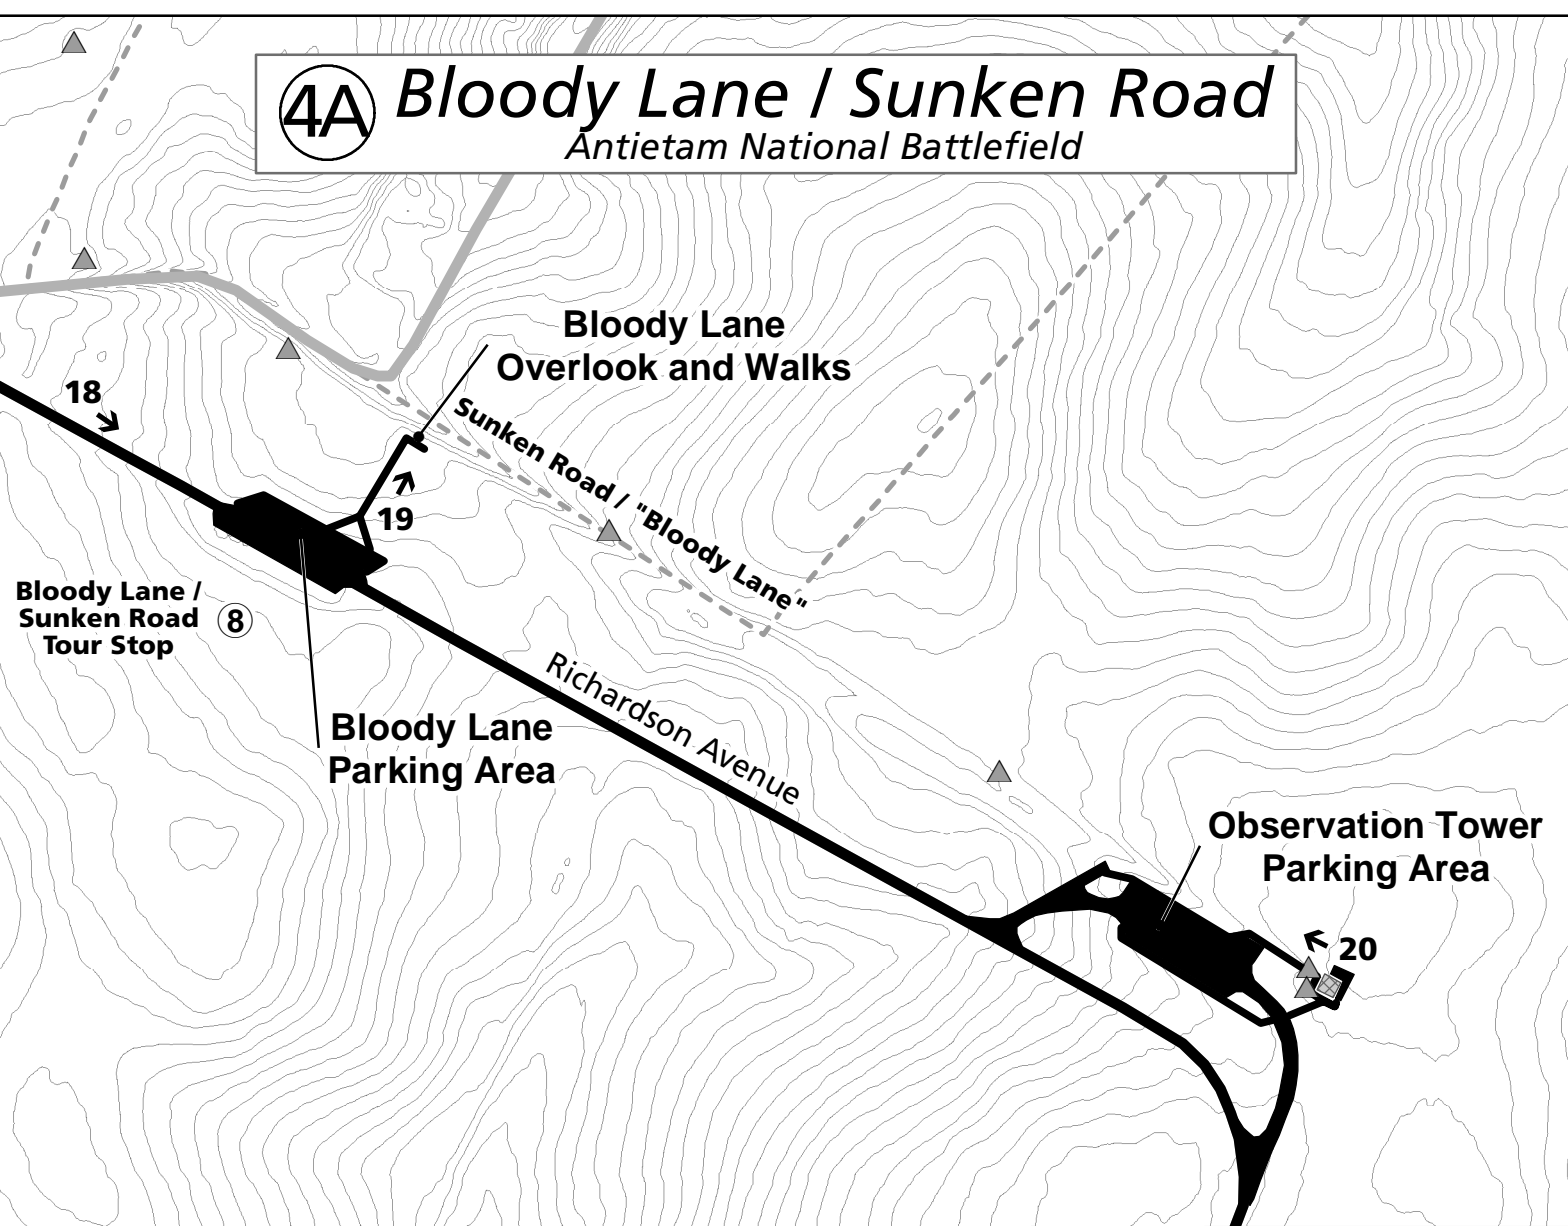 4A
Bloody Lane / Sunken Road
Antietam National Battlefield
Bloody Lane
Overlook and Walks
18
Sunken Road / "Bloody Lane"
19
Bloody Lane /
Sunken Road
Tour Stop
8
Richardson Avenue
Bloody Lane
Parking Area
Observation Tower
Parking Area
20